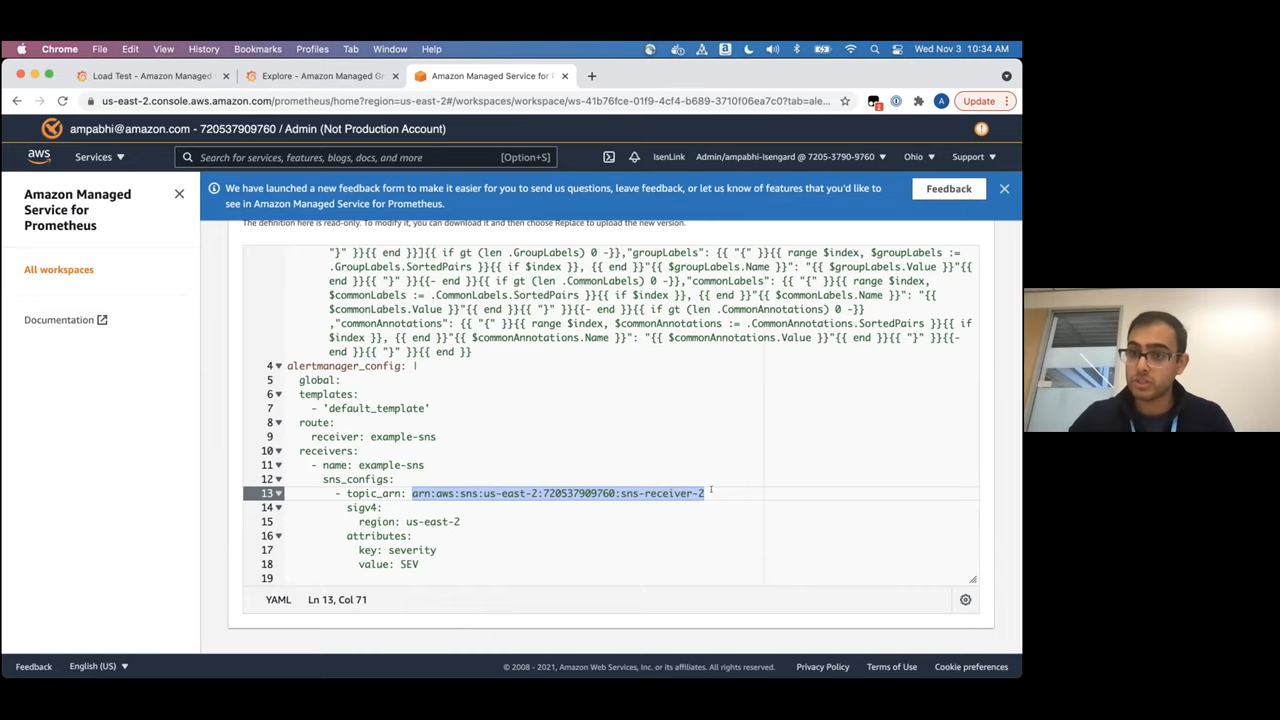 Chrome File Edit View History Bookmarks Profiles Tab Window Help Wed Nov 3 10:34 AM
Load Test - Amazon Managed Explore - Amazon Managed Gr Amazon Managed Service for P
us-east-2.console.aws.amazon.com/prometheus/home?region=us-east-2#/workspaces/workspace/ws-41b76fce-01f9-4cf4-b689-3710f06ea7c0?tab=ale... 2 A Update
ampabhi@amazon.com - 720537909760 / Admin (Not Production Account)
aws Services Search for services, features, blogs, docs, and more [Option+S] IsenLink Admin/ampabhi-Isengard @ 7205-3790-9760 Ohio Support
Amazon Managed Service for Prometheus
All workspaces
Documentation
We have launched a new feedback form to make it easier for you to send us questions, leave feedback, or let us know of features that you'd like to
see in Amazon Managed Service for Prometheus.
Feedback
The definition here is read-only. To modify it, you can download it and then choose Replace to upload the new version.
"}" }}{{ end }}]{{ if gt (len .GroupLabels) 0 -}},"groupLabels": {{ "{" }}{{ range $index, $groupLabels :=
.GroupLabels.SortedPairs }}{{ if $index }}, {{ end }}"{{ $groupLabels.Name }}": "{{ $groupLabels.Value }}"{{
end }}{{ "}" }}{{- end }}{{ if gt (len .CommonLabels) 0 -}},"commonLabels": {{ "{" }}{{ range $index,
$commonLabels := .CommonLabels.SortedPairs }}{{ if $index }}, {{ end }}"{{ $commonLabels.Name }}": "{{
$commonLabels.Value }}"{{ end }}{{ "}" }}{{- end }}{{ if gt (len .CommonAnnotations) 0 -}}
,"commonAnnotations": {{ "{" }}{{ range $index, $commonAnnotations := .CommonAnnotations.SortedPairs }}{{ if
$index }}, {{ end }}"{{ $commonAnnotations.Name }}": "{{ $commonAnnotations.Value }}"{{ end }}{{ "}" }}{{-
end }}{{ "}" }}{{ end }}
4 alertmanager_config: |
5 global:
6 templates:
7 - 'default_template'
8 route:
9 receiver: example-sns
10 receivers:
11 - name: example-sns
12 sns_configs:
13 - topic_arn: arn:aws:sns:us-east-2:720537909760:sns-receiver-2
14 sigv4:
15 region: us-east-2
16 attributes:
17 key: severity
18 value: SEV
19
YAML Ln 13, Col 71
Feedback English (US) © 2008 - 2021, Amazon Web Services, Inc. or its affiliates. All rights reserved. Privacy Policy Terms of Use Cookie preferences